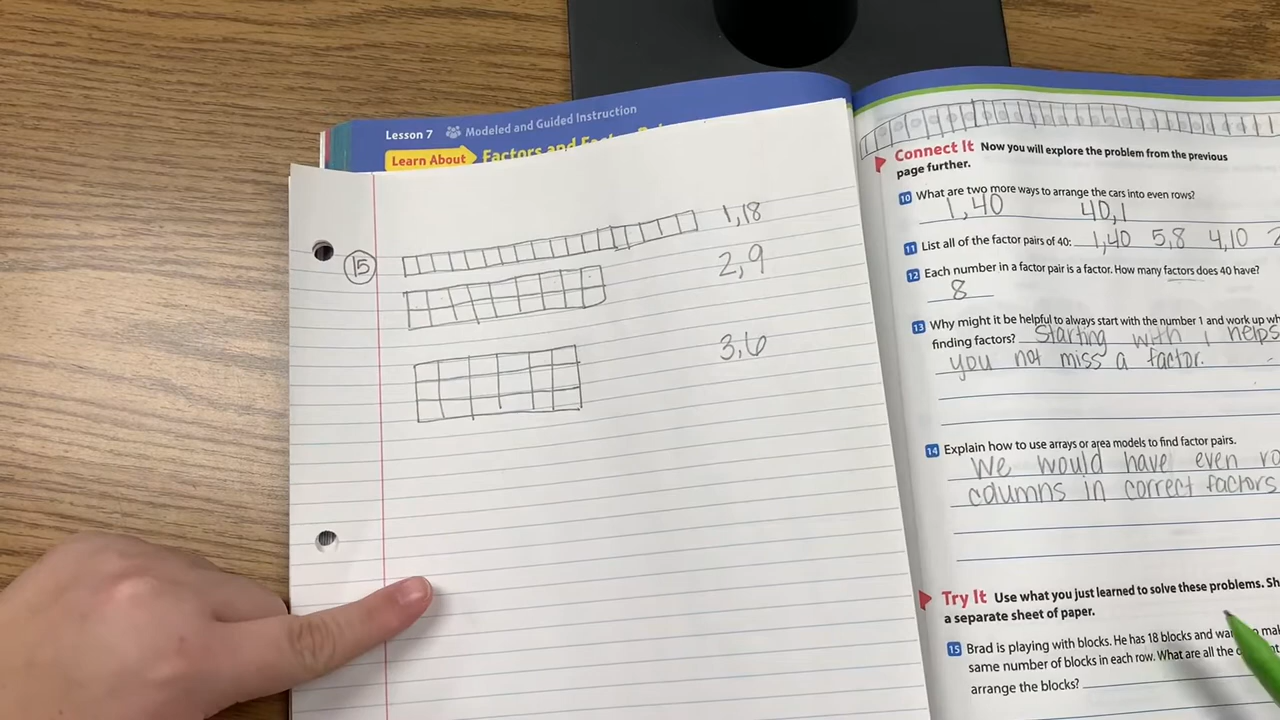 Lesson 7 Modeled and Guided Instruction
Learn About Factors and
15
1,18
2,9
3,6
Connect It Now you will explore the problem from the previous
page further.
10 What are two more ways to arrange the cars into even rows?
1,40 40,1
11 List all of the factor pairs of 40: 1,40 5,8 4,10 2
12 Each number in a factor pair is a factor. How many factors does 40 have?
8
13 Why might it be helpful to always start with the number 1 and work up
finding factors? Starting with 1 helps
you not miss a factor.
14 Explain how to use arrays or area models to find factor pairs.
We would have even
columns in correct factors
Try It Use what you just learned to solve these problems.
a separate sheet of paper.
15 Brad is playing with blocks. He has 18 blocks and
same number of blocks in each row. What are all the
arrange the blocks?